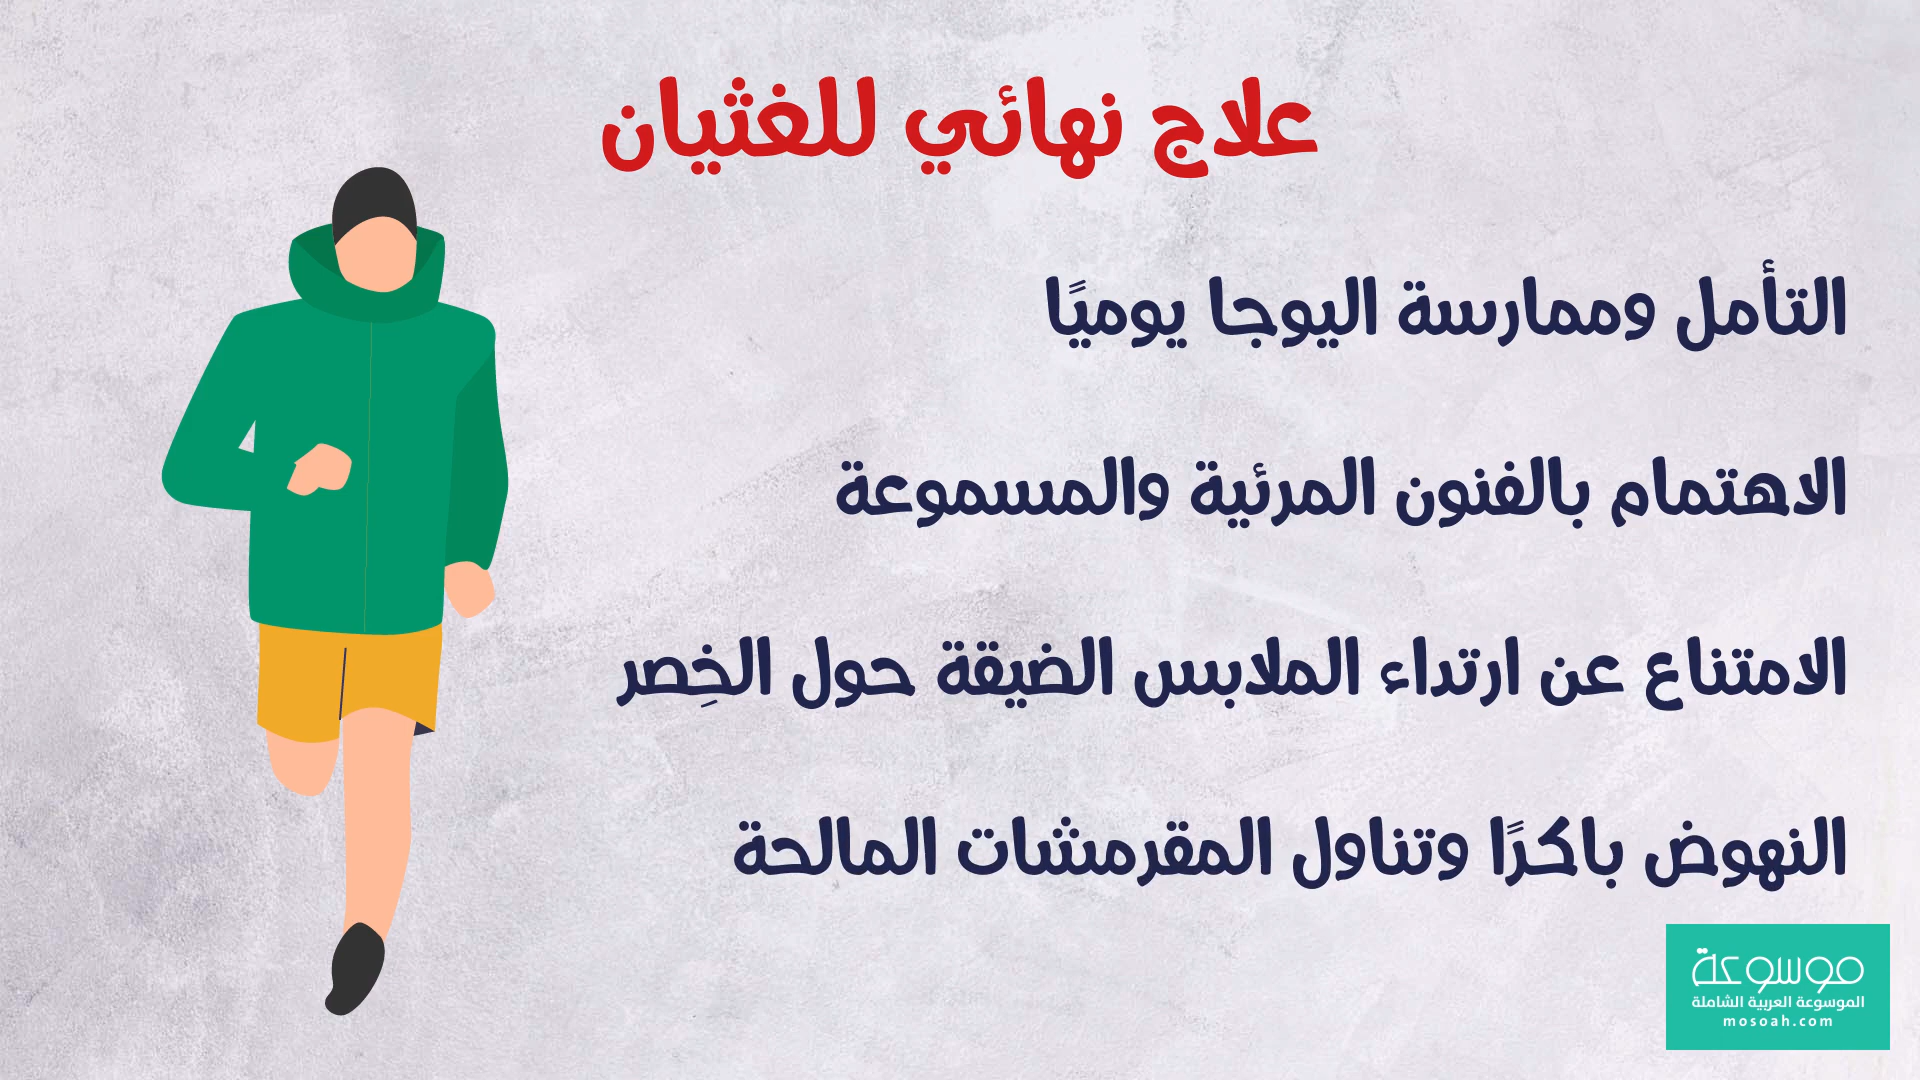 علاج نهائي للغثيان
التأمل وممارسة اليوجا يوميًا
الاهتمام بالفنون المرئية والمسموعة
الامتناع عن ارتداء الملابس الضيقة حول الخِصر
النهوض باكرًا وتناول المقرمشات المالحة
موسوعة
الموسوعة العربية الشاملة
mosoah.com